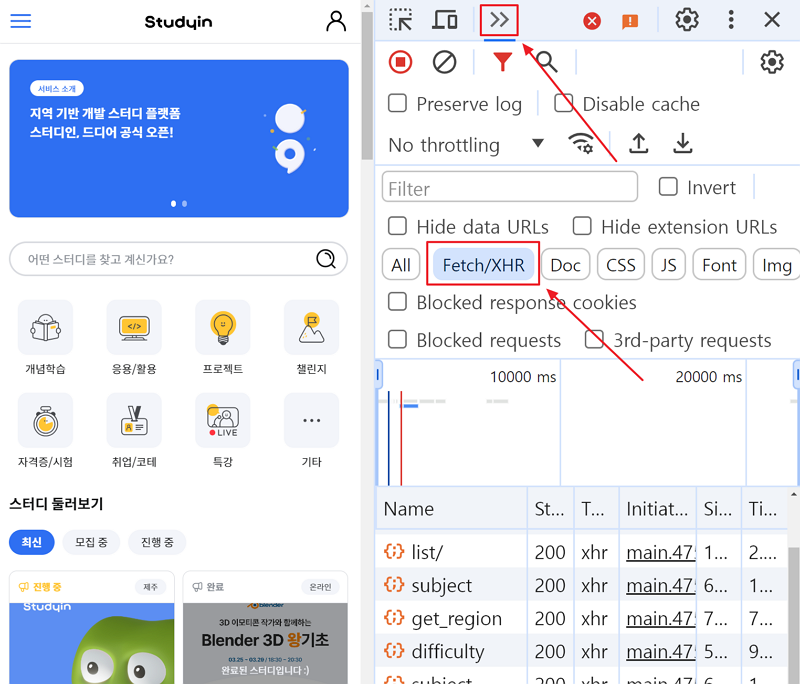 Studyin
서비스 소개
지역 기반 개발 스터디 플랫폼
스터디인, 드디어 공식 오픈!
어떤 스터디를 찾고 계신가요?
개념학습
응용/활용
프로젝트
챌린지
LIVE
자격증/시험
취업/코테
특강
기타
스터디 둘러보기
최신
모집 중
진행 중
진행 중
제주
Studyin
완료
온라인
blender
3D 이모티콘 작가와 함께하는
Blender 3D 왕기초
03.25 - 03.29 / 18:30 - 20:30
완료된 스터디입니다 :)
Preserve log
Disable cache
No throttling
Filter
Invert
Hide data URLs
Hide extension URLs
All
Fetch/XHR
Doc
CSS
JS
Font
Img
Blocked response cookies
Blocked requests
3rd-party requests
10000 ms
20000 ms
Name St... T... Initiat... Si... Ti...
list/ 200 xhr main.47 1... 2....
subject 200 xhr main.47 6... 1...
get_region 200 xhr main.47 7... 7...
difficulty 200 xhr main.47 5... 9...
subject 200 xhr main.47 6... 1...